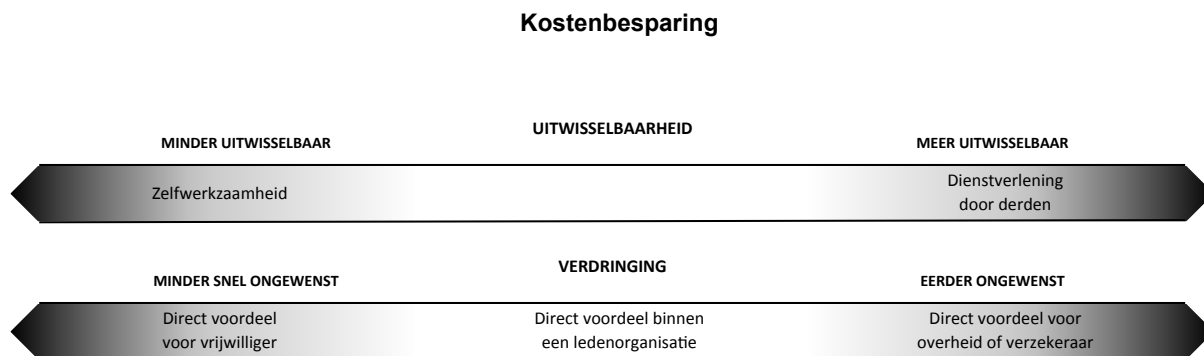 Kostenbesparing
UITWISSELBAARHEID
MINDER UITWISSELBAAR
MEER UITWISSELBAAR
Zelfwerkzaamheid
Dienstverlening
door derden
VERDRINGING
MINDER SNEL ONGEWENST
EERDER ONGEWENST
Direct voordeel
voor vrijwilliger
Direct voordeel binnen
een ledenorganisatie
Direct voordeel voor
overheid of verzekeraar